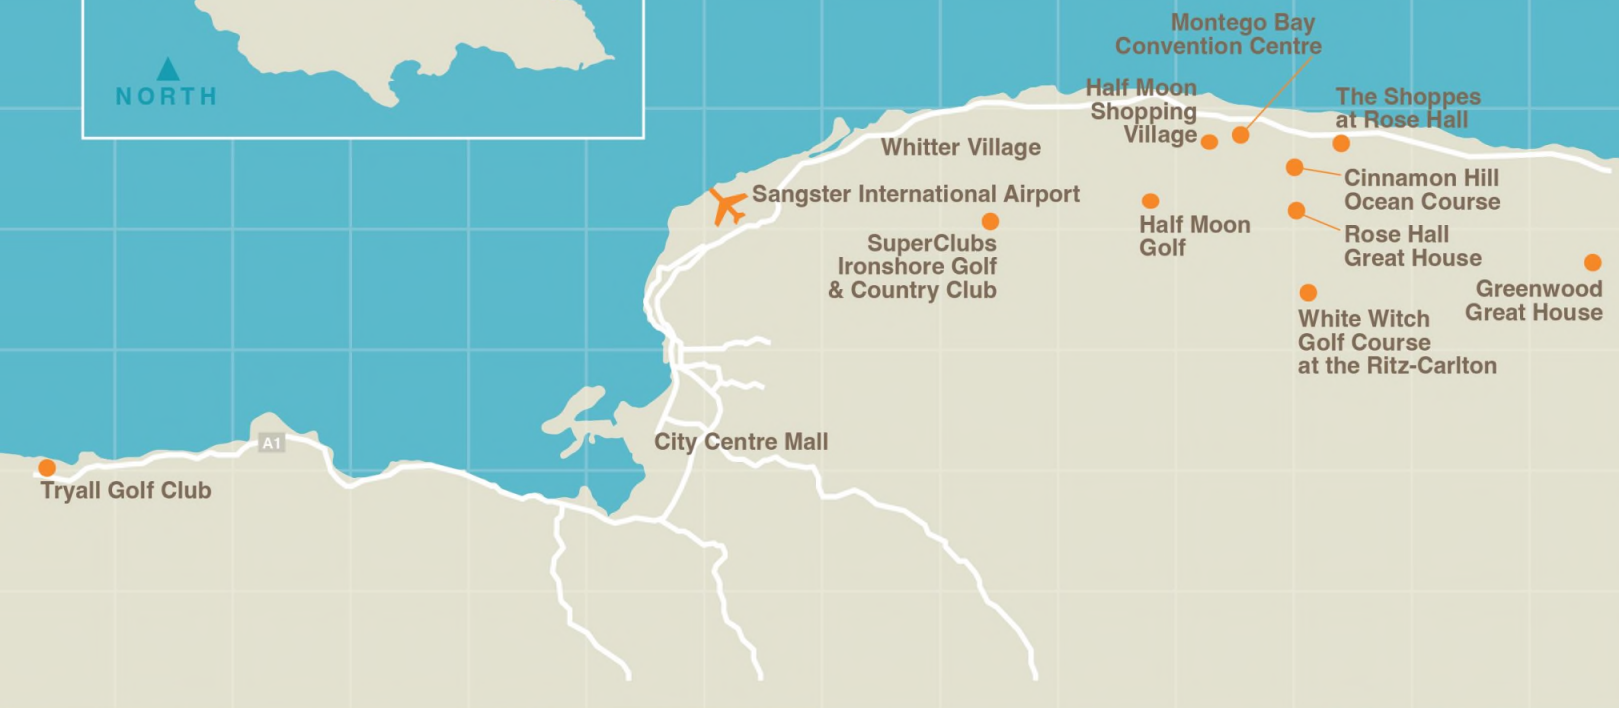 NORTH
Montego Bay
Convention Centre
Half Moon
Shopping
Village
The Shoppes
at Rose Hall
Whitter Village
Sangster International Airport
Cinnamon Hill
Ocean Course
Half Moon
Golf
Rose Hall
Great House
SuperClubs
Ironshore Golf
& Country Club
Greenwood
Great House
White Witch
Golf Course
at the Ritz-Carlton
A1
City Centre Mall
Tryall Golf Club